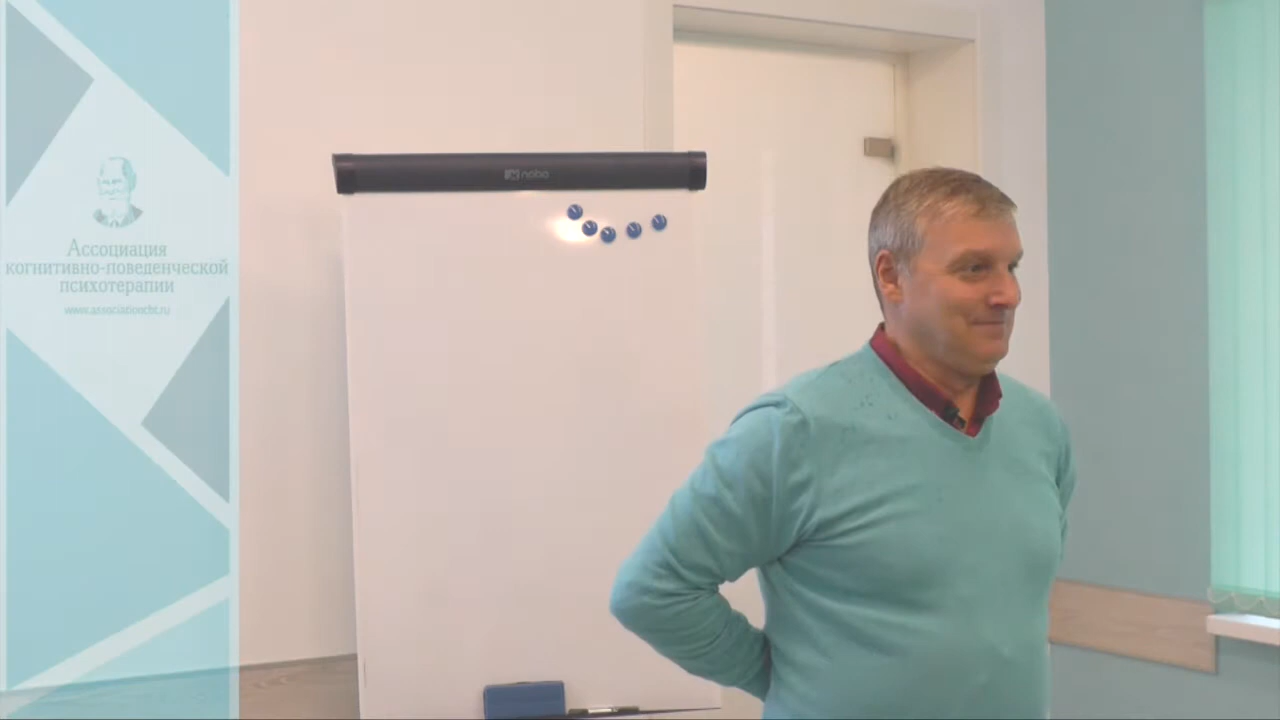 Ассоциация
когнитивно-поведенческой
психотерапии
www.associationcbt.ru
nobo